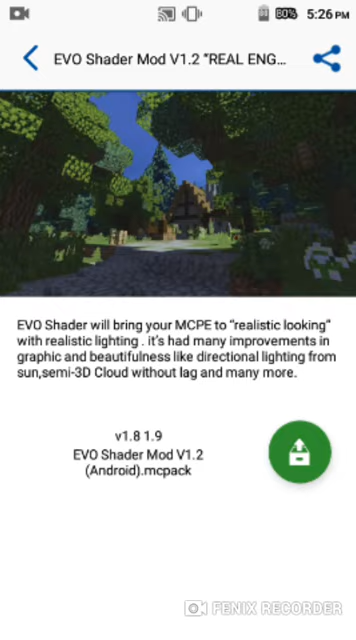 80% 5:26 PM
EVO Shader Mod V1.2 "REAL ENG...
EVO Shader will bring your MCPE to "realistic looking"
with realistic lighting . it's had many improvements in
graphic and beautifulness like directional lighting from
sun,semi-3D Cloud without lag and many more.
v1.8 1.9
EVO Shader Mod V1.2
(Android).mcpack
FENIX RECORDER